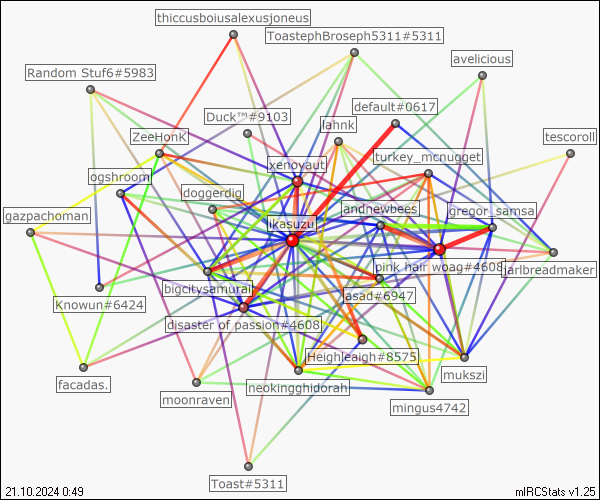 thiccusboiusalexusjoneus
ToastephBroseph5311#5311
avelicious
Random Stuf6#5983
default#0617
Duck™#9103
lahnk
ZeeHonk
tescoroll
turkey_mcnugget
xenoyaut
ogshroom
doggerdig
andnewbees
gregor_samsa
gazpachoman
ikasuzu
pink hair woag#4608
jarlbreadmaker
bigcitysamurai
asad#6947
Knowun#6424
disaster of passion#4608
Heighleaigh#8575
mukszi
facadas.
neokingghidorah
moonraven
mingus4742
Toast#5311
21.10.2024 0:49
mIRCStats v1.25